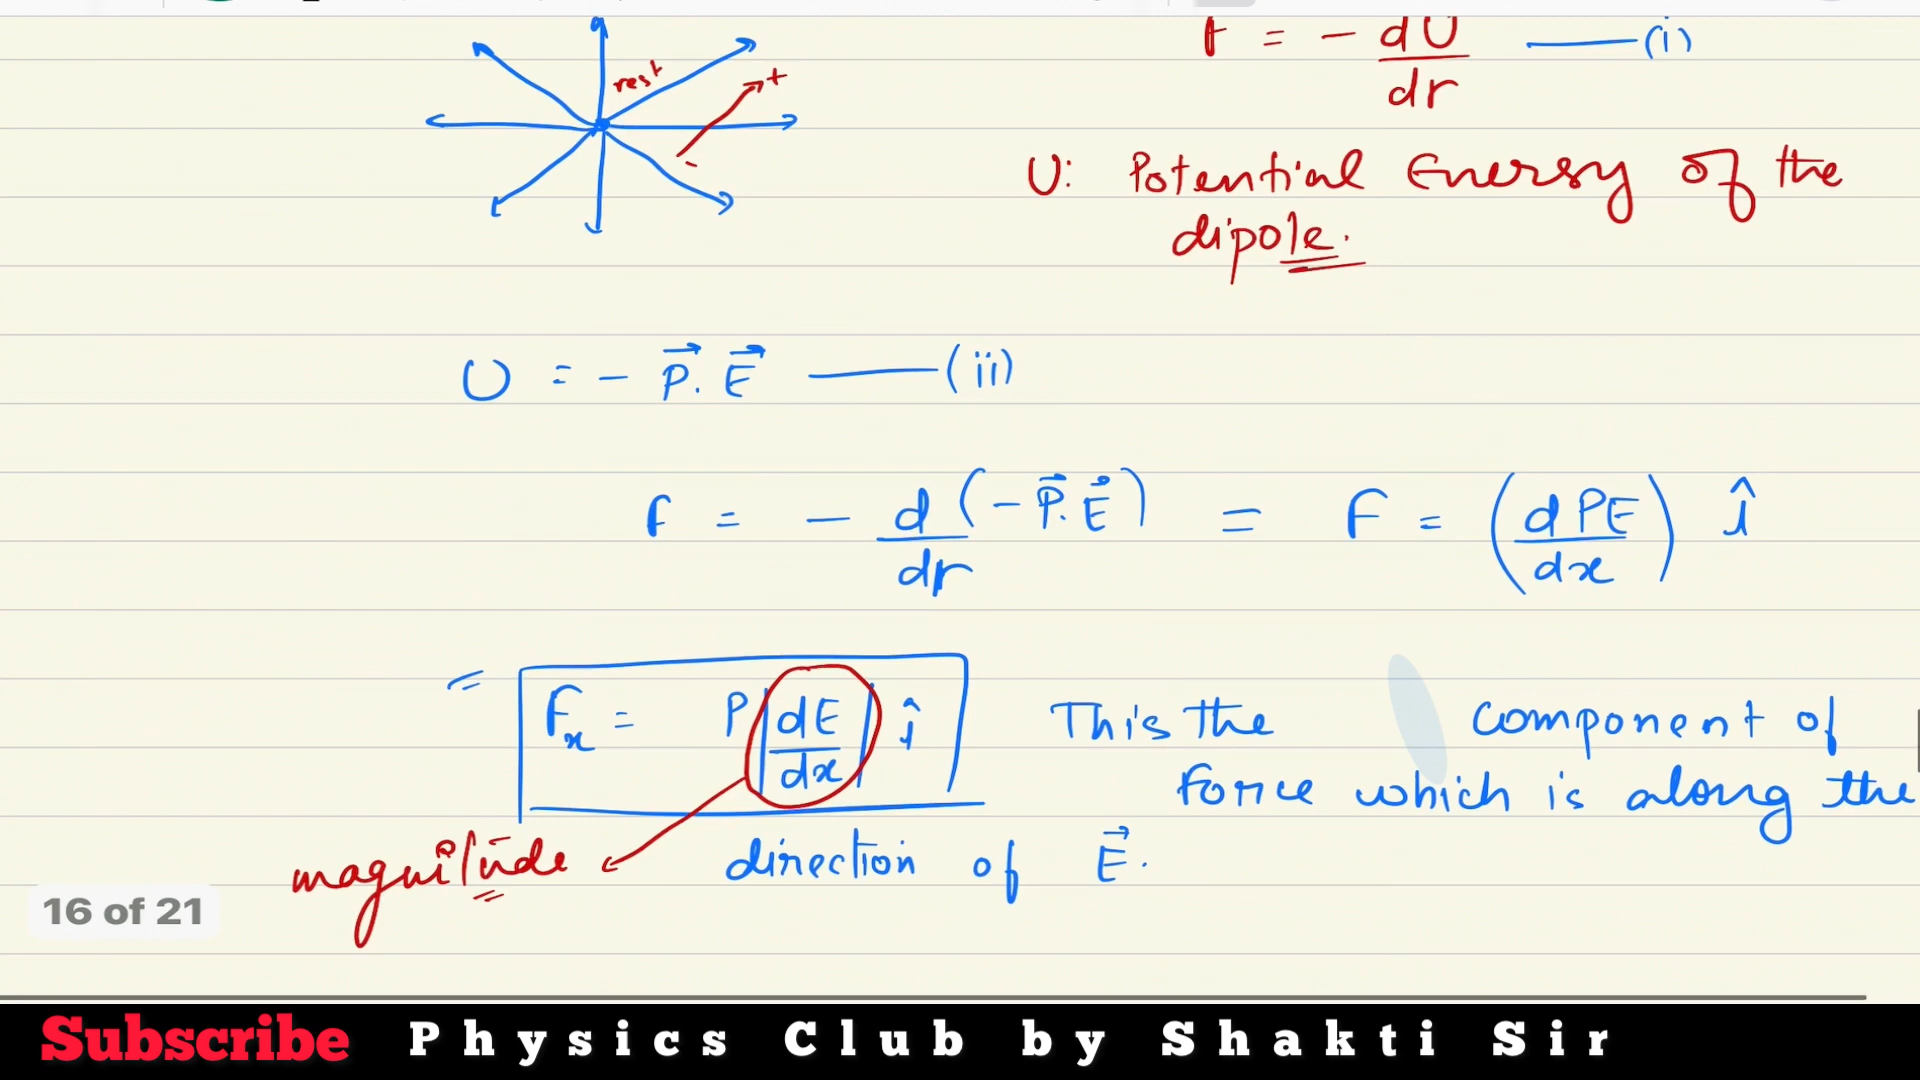 F = - dU/dr ——(i)
rest
+
-
U: Potential Energy of the
dipole.
U = - P⃗. E⃗ ——(ii)
F = - d(-P⃗.E⃗)/dr = F = (dPE/dx) î
= Fx = P|dE/dx| î This the component of
Force which is along the
magnitude direction of E⃗.
16 of 21
Subscribe Physics Club by Shakti Sir